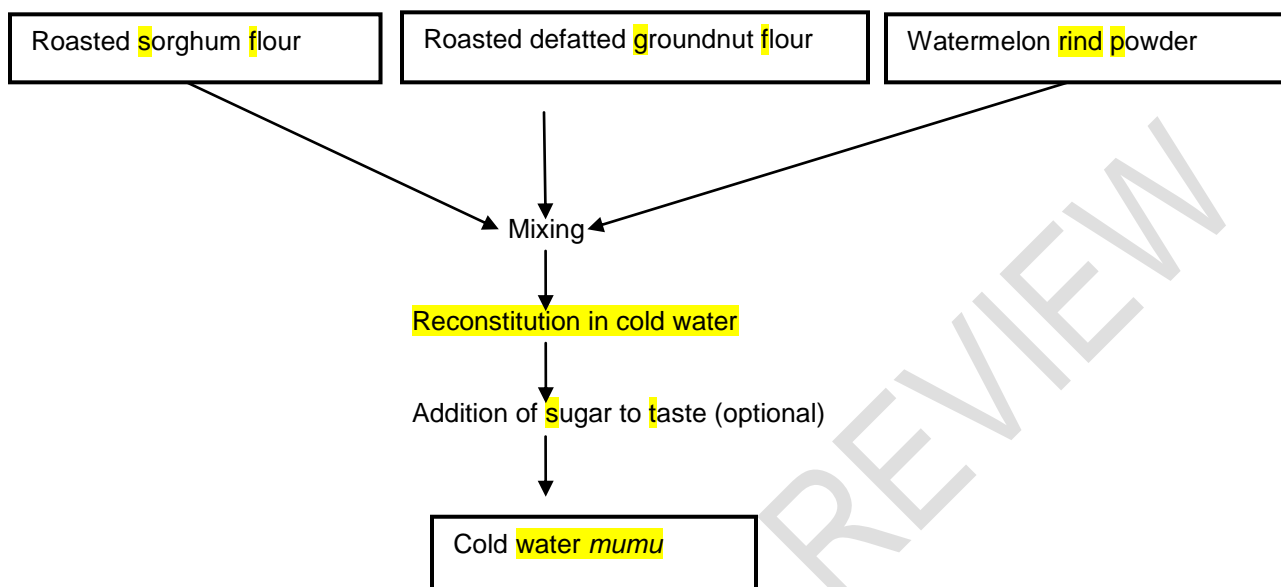 Roasted sorghum flour
Roasted defatted groundnut flour
Watermelon rind powder
Mixing
Reconstitution in cold water
Addition of sugar to taste (optional)
Cold water mumu
REVIEW